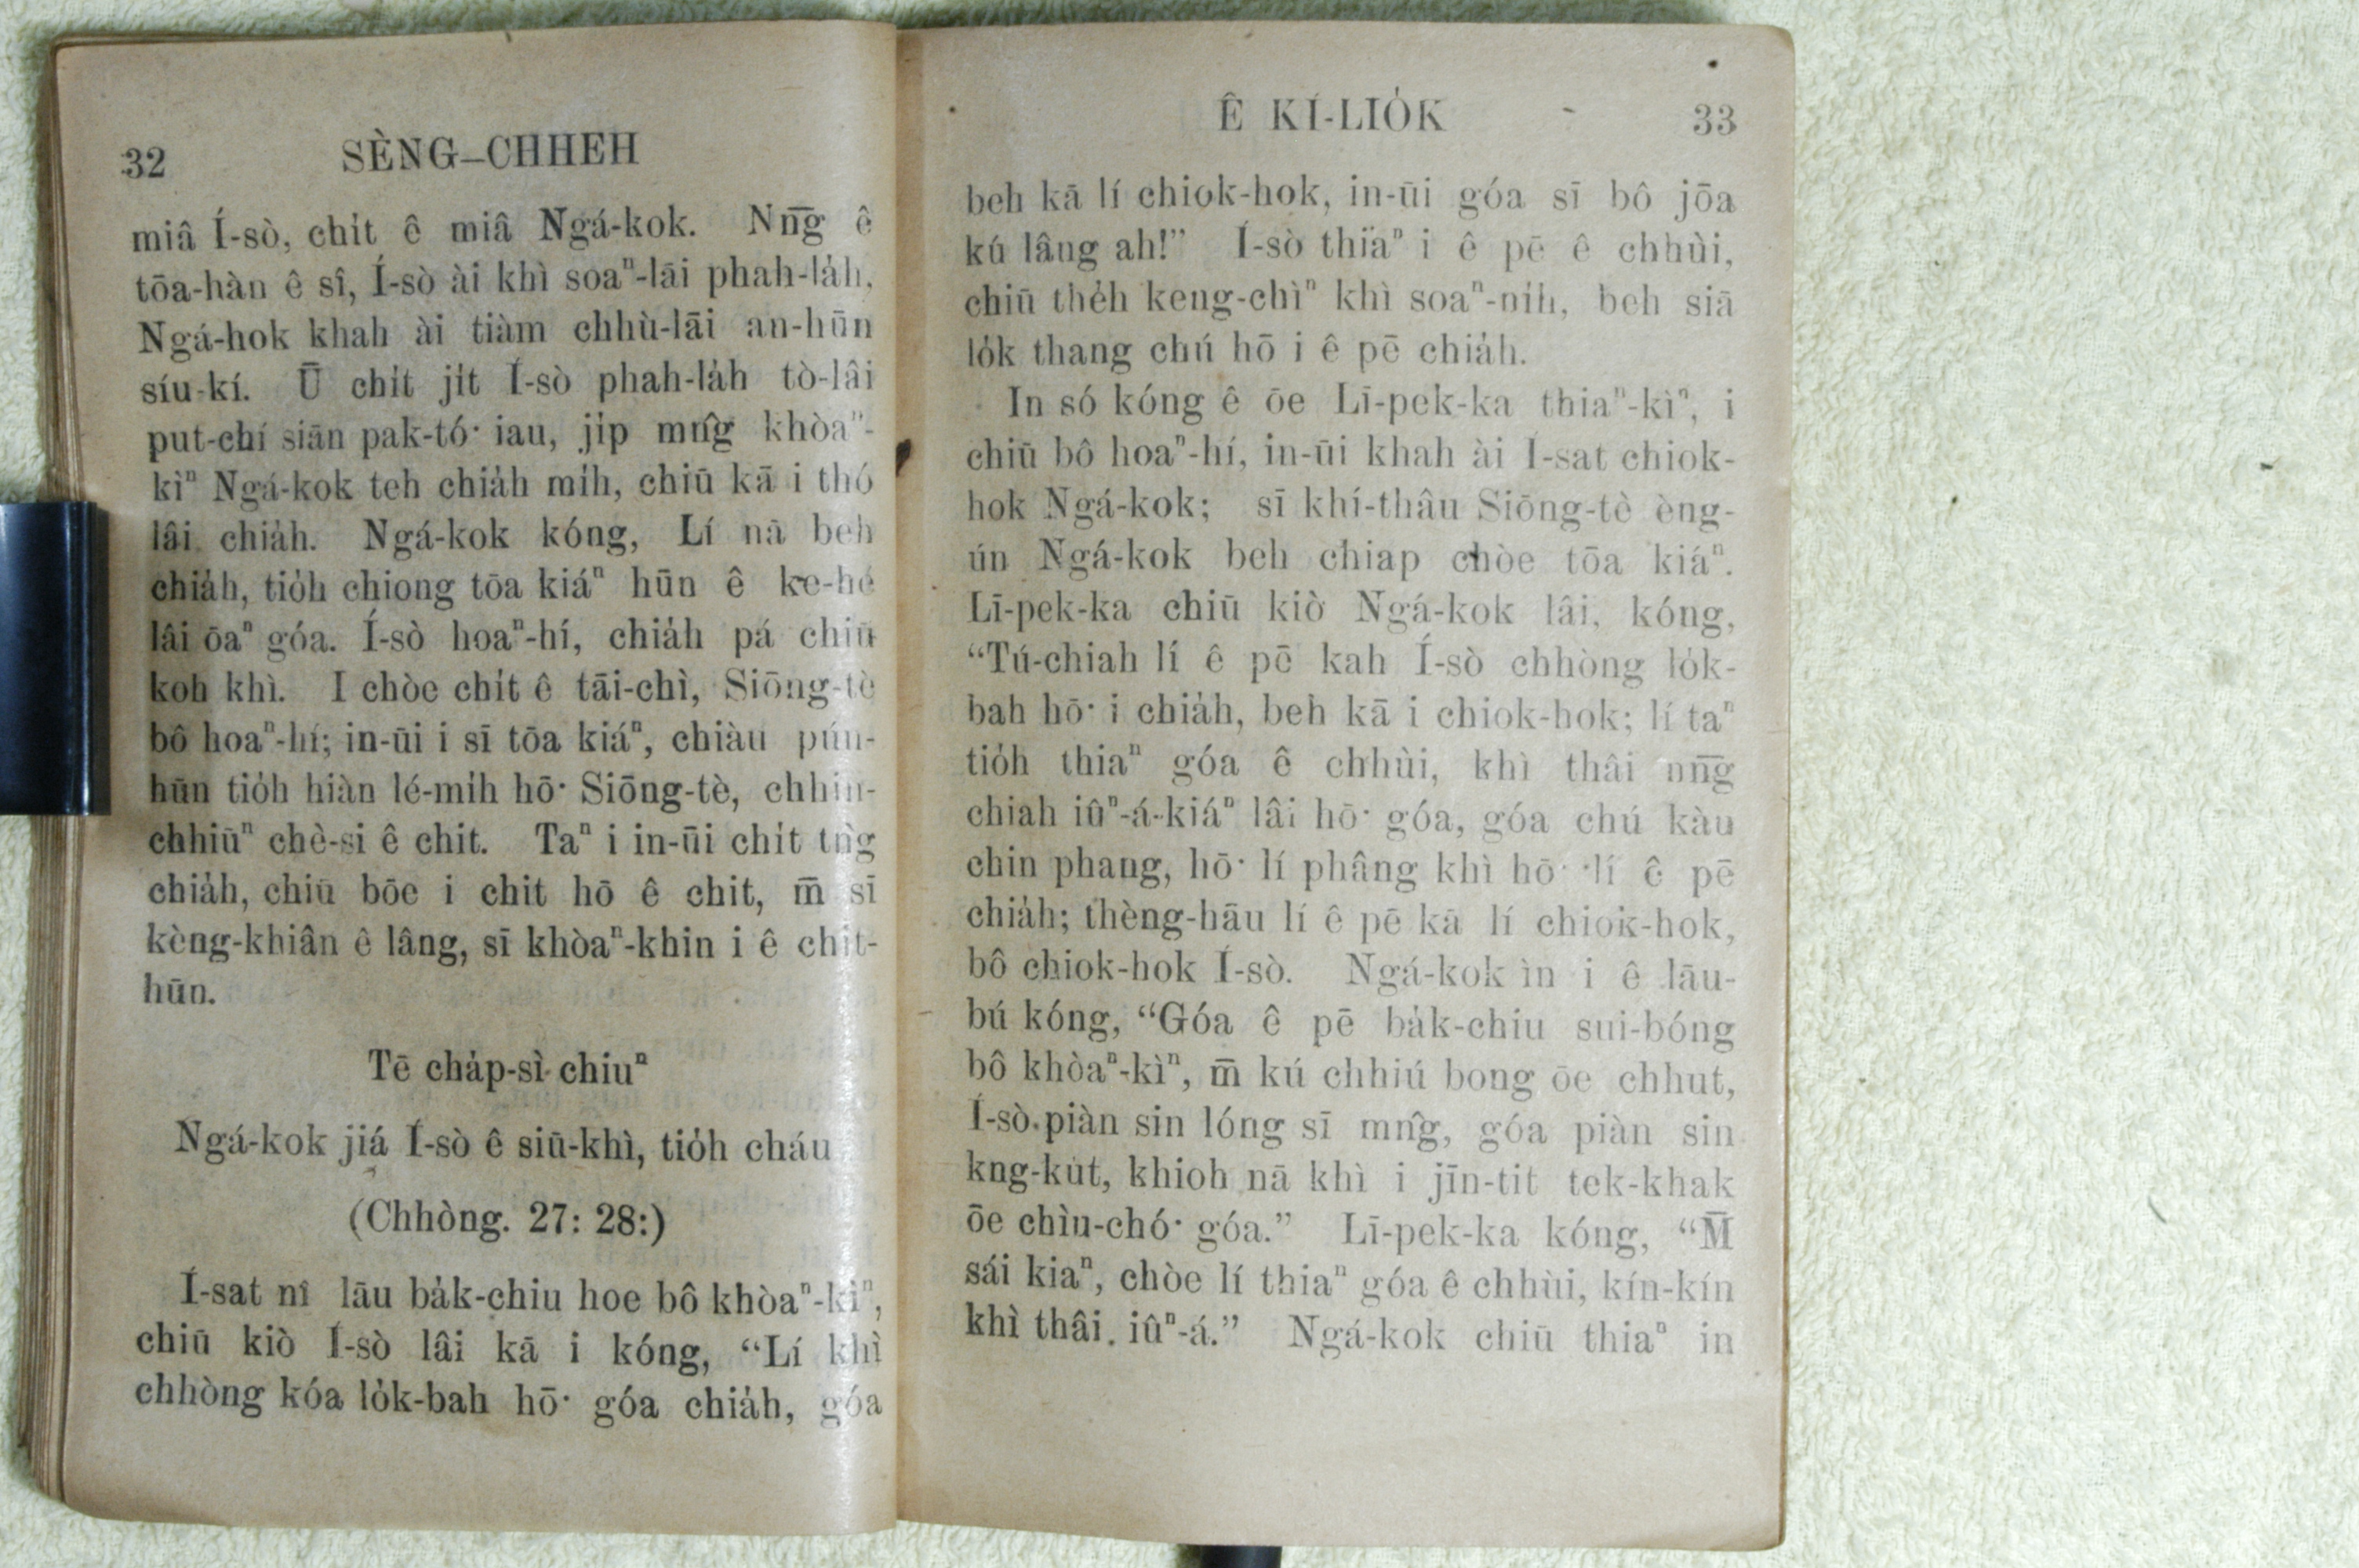 32 SÈNG–CHHEH
miâ Í-sò, chi̍t ê miâ Ngá-kok. Nn̄g ê
tōa-hàn ê sî, Í-sò ài khì soaⁿ-lāi phah-la̍h,
Ngá-hok khah ài tiàm chhù-lāi an-hūn
síu-kí. Ū chi̍t ji̍t Í-sò phah-la̍h tò-lâi
put-chí siān pak-tó͘ iau, ji̍p mn̂g khòaⁿ-
kìⁿ Ngá-kok teh chia̍h mi̍h, chiū kā i thó
lâi chia̍h. Ngá-kok kóng, Lí nā beh
chia̍h, tio̍h chiong tōa kiáⁿ hūn ê ke-hé
lâi ōaⁿ góa. Í-sò hoaⁿ-hí, chia̍h pá chiū
koh khì. I chòe chi̍t ê tāi-chì, Siōng-tè
bô hoaⁿ-hí; in-ūi i sī tōa kiáⁿ, chiàu pún-
hūn tio̍h hiàn lé-mi̍h hō͘ Siōng-tè, chhin-
chhiūⁿ chè-si ê chit. Taⁿ i in-ūi chi̍t tǹg
chia̍h, chiū bōe i chit hō ê chit, m̄ sī
kèng-khiân ê lâng, sī khòaⁿ-khin i ê chit-
hūn.
Tē cha̍p-sì chiuⁿ
Ngá-kok jiá Í-sò ê siū-khì, tio̍h cháu
(Chhòng. 27: 28:)
Í-sat nî lāu ba̍k-chiu hoe bô khòaⁿ-kìⁿ,
chiū kiò Í-sò lâi kā i kóng, “Lí khì
chhòng kóa lo̍k-bah hō͘ góa chia̍h, góa
Ê KÍ-LIO̍K 33
beh kā lí chiok-hok, in-ūi góa sī bô jōa
kú lâng ah!” Í-sò thiaⁿ i ê pē ê chhùi,
chiū the̍h keng-chìⁿ khì soaⁿ-ni̍h, beh siā
lo̍k thang chú hō i ê pē chia̍h.
In só kóng ê ōe Lī-pek-ka thiaⁿ-kìⁿ, i
chiū bô hoaⁿ-hí, in-ūi khah ài Í-sat chiok-
hok Ngá-kok; sī khí-thâu Siōng-tè èng-
ún Ngá-kok beh chiap chòe tōa kiáⁿ.
Lī-pek-ka chiū kiò Ngá-kok lâi, kóng,
“Tú-chiah lí ê pē kah Í-sò chhòng lo̍k-
bah hō͘ i chia̍h, beh kā i chiok-hok; lí taⁿ
tio̍h thiaⁿ góa ê chhùi, khì thâi nn̄g
chiah iûⁿ-á-kiáⁿ lâi hō͘ góa, góa chú kàu
chin phang, hō͘ lí phâng khì hō͘ lí ê pē
chia̍h; thèng-hāu lí ê pē kā lí chiok-hok,
bô chiok-hok Í-sò. Ngá-kok ìn i ê lāu-
bú kóng, “Góa ê pē ba̍k-chiu sui-bóng
bô khòaⁿ-kìⁿ, m̄ kú chhiú bong ōe chhut,
Í-sò piàn sin lóng sī mn̂g, góa piàn sin
kng-ku̍t, khioh nā khì i jīn-tit tek-khak
ōe chìu-chó͘ góa.” Lī-pek-ka kóng, “M̄
sái kiaⁿ, chòe lí thiaⁿ góa ê chhùi, kín-kín
khì thâi iûⁿ-á.” Ngá-kok chiū thiaⁿ in